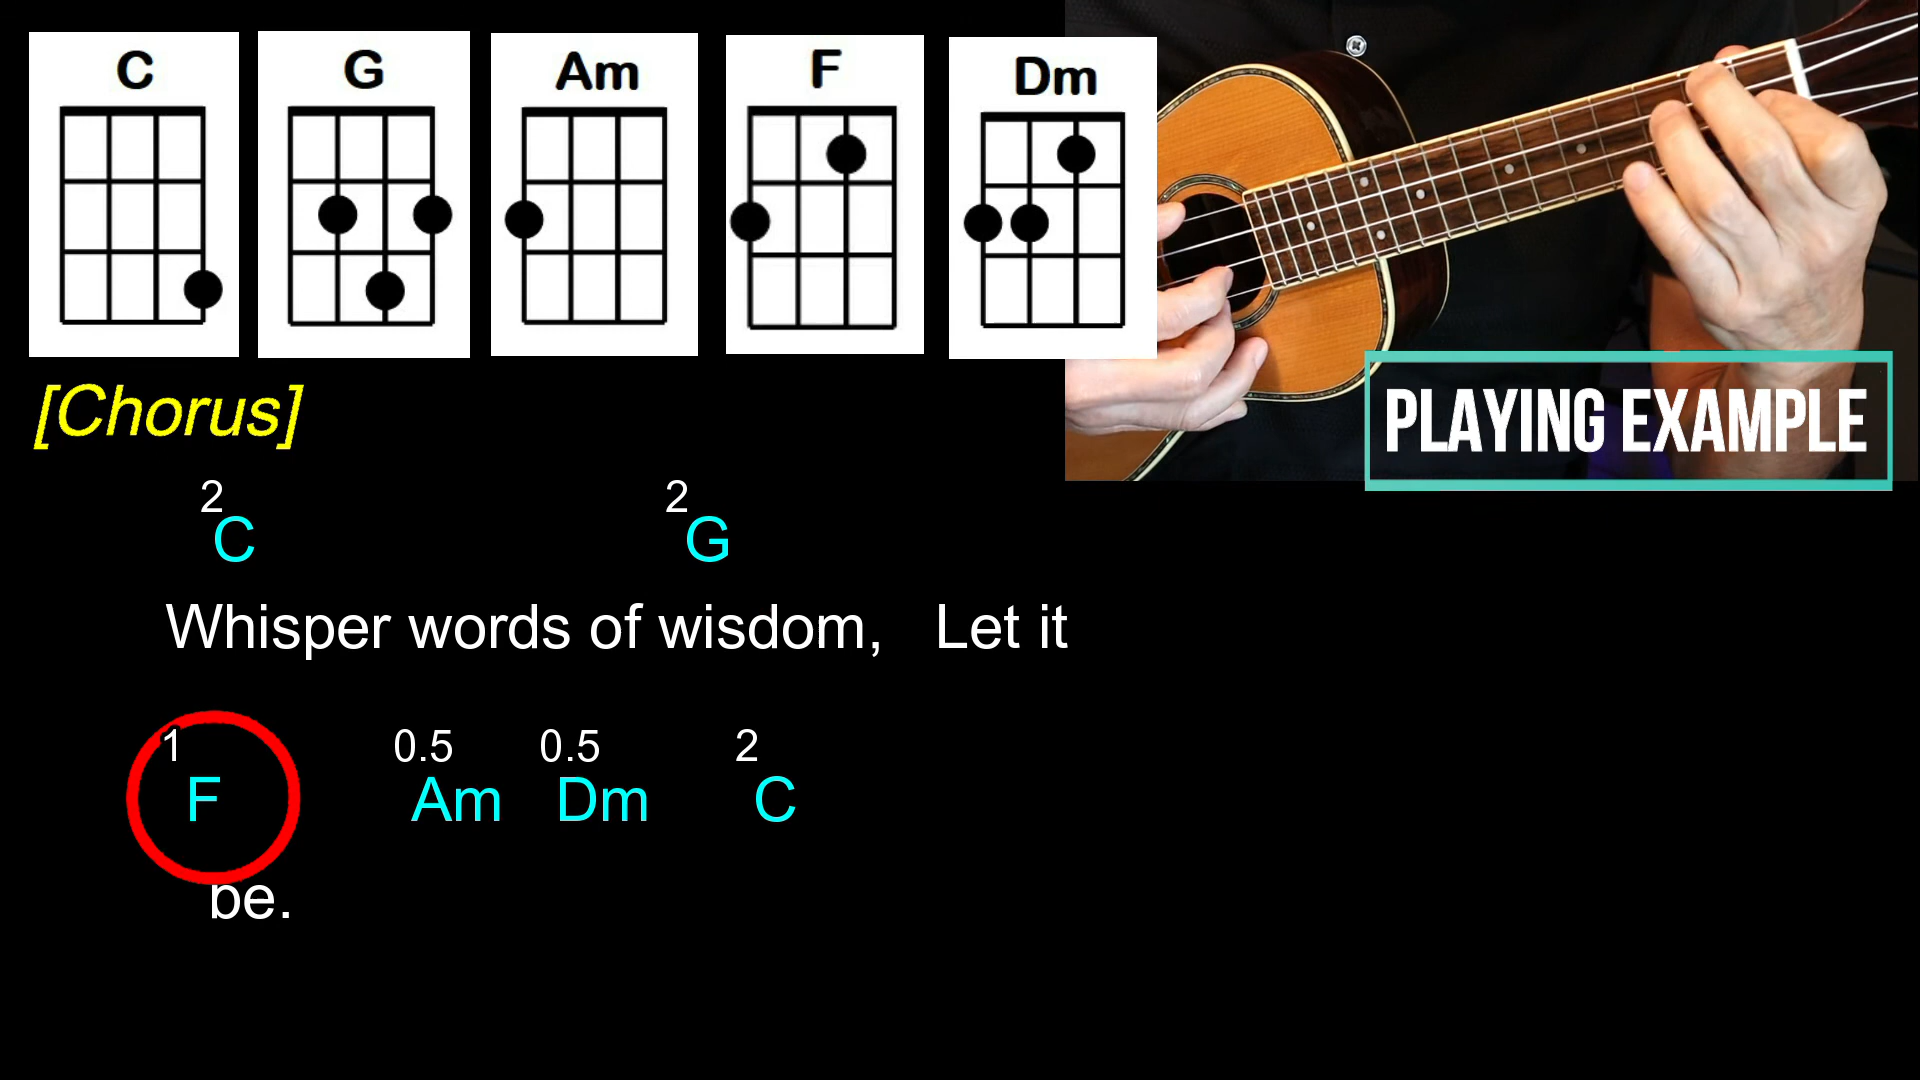 C G Am F Dm
[Chorus]
PLAYING EXAMPLE
2 2
C G
Whisper words of wisdom, Let it
1 0.5 0.5 2
F Am Dm C
be.